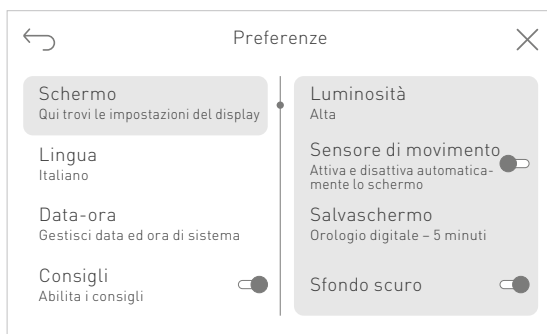 Preferenze
Schermo
Qui trovi le impostazioni del display
Lingua
Italiano
Data-ora
Gestisci data ed ora di sistema
Consigli
Abilita i consigli
Luminosità
Alta
Sensore di movimento
Attiva e disattiva automatica-
mente lo schermo
Salvaschermo
Orologio digitale – 5 minuti
Sfondo scuro